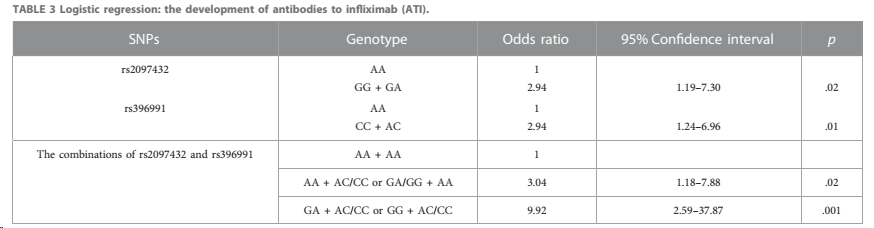 TABLE 3 Logistic regression: the development of antibodies to infliximab (ATI).
SNPs Genotype Odds ratio 95% Confidence interval p
rs2097432 AA 1
GG + GA 2.94 1.19–7.30 .02
rs396991 AA 1
CC + AC 2.94 1.24–6.96 .01
The combinations of rs2097432 and rs396991 AA + AA 1
AA + AC/CC or GA/GG + AA 3.04 1.18–7.88 .02
GA + AC/CC or GG + AC/CC 9.92 2.59–37.87 .001